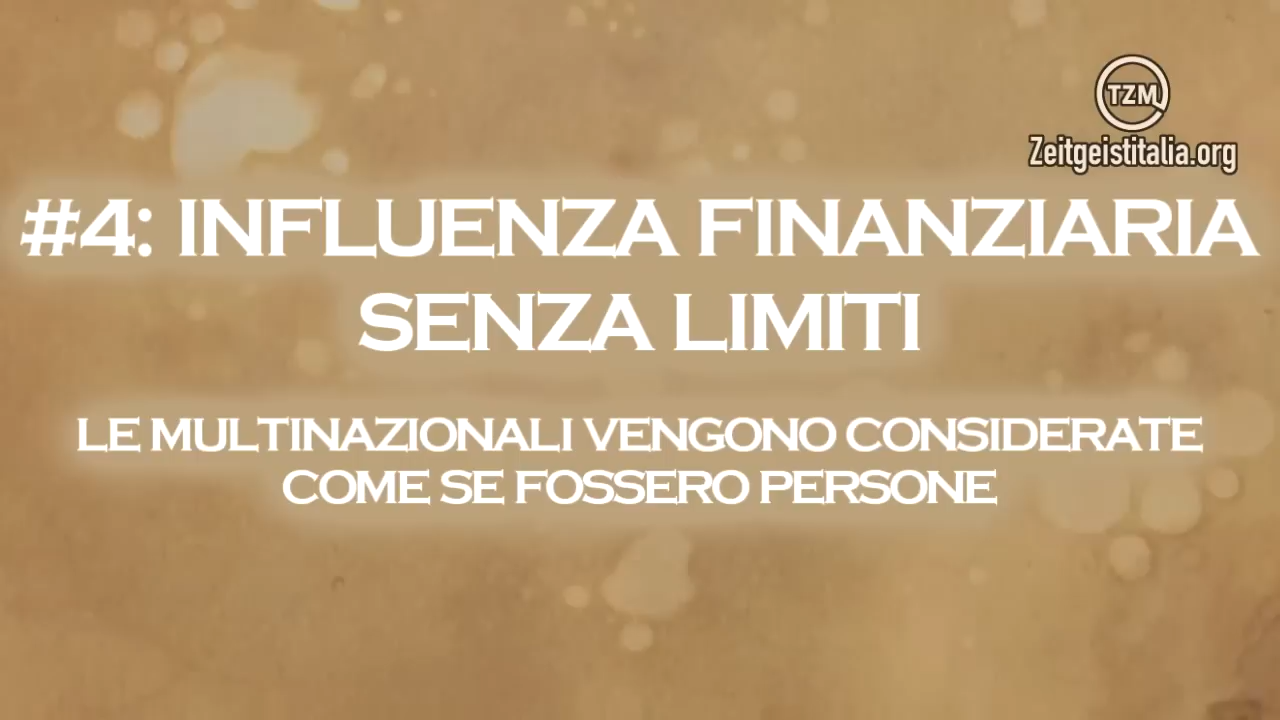 TZM
Zeitgeistitalia.org
#4: INFLUENZA FINANZIARIA
SENZA LIMITI
LE MULTINAZIONALI VENGONO CONSIDERATE
COME SE FOSSERO PERSONE